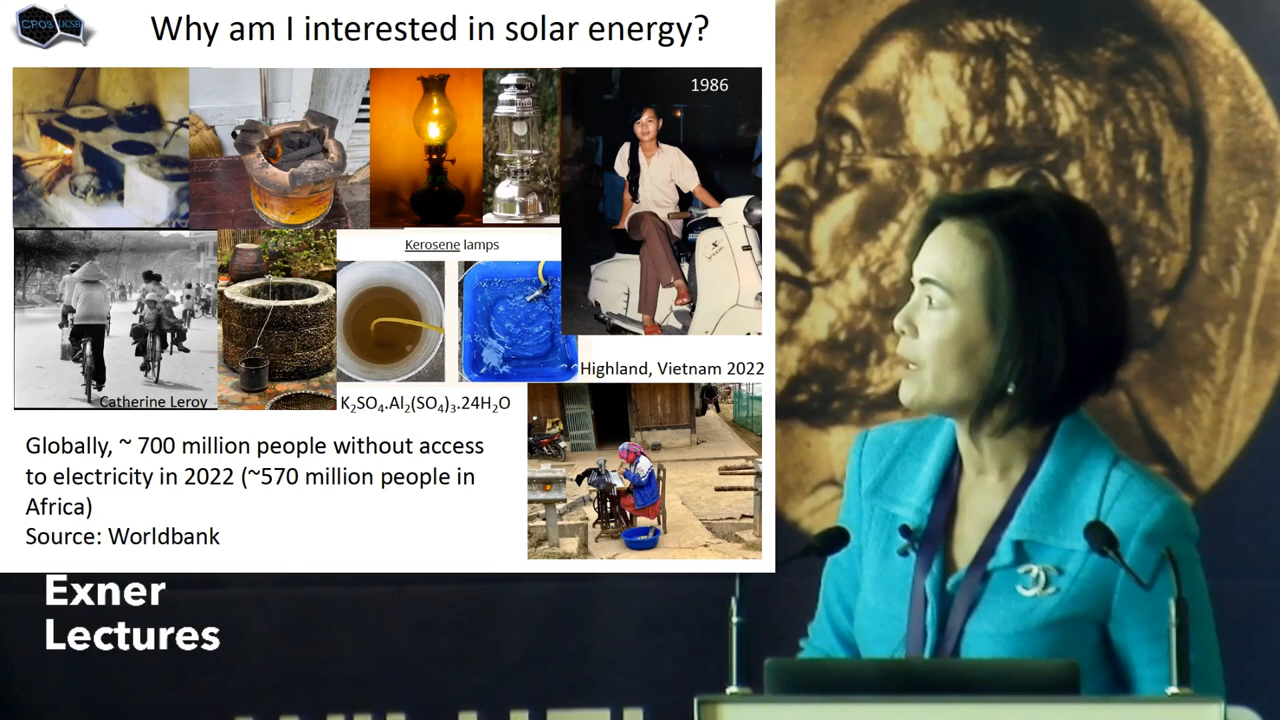 CPOS UCSB
Why am I interested in solar energy?
1986
Kerosene lamps
Highland, Vietnam 2022
Catherine Leroy
K₂SO₄.Al₂(SO₄)₃.24H₂O
Globally, ~ 700 million people without access
to electricity in 2022 (~570 million people in
Africa)
Source: Worldbank
Exner
Lectures